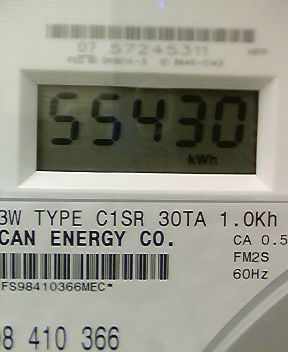 07 57245311
55430
kWh
3W TYPE C1SR 30TA 1.0Kh
CAN ENERGY CO.
CA 0.5
FM2S
60Hz
FS98410366MEC*
98 410 366